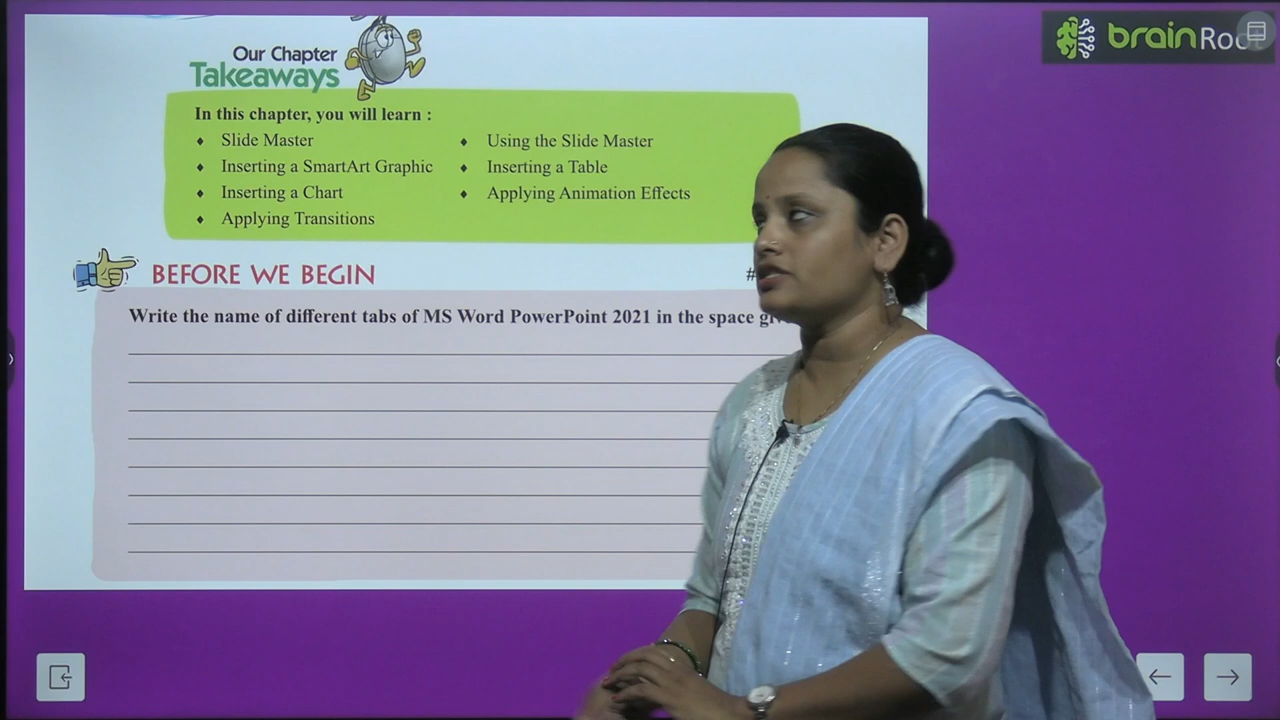 Our Chapter
Takeaways
brain
In this chapter, you will learn :
♦ Slide Master
♦ Using the Slide Master
♦ Inserting a SmartArt Graphic
♦ Inserting a Table
♦ Inserting a Chart
♦ Applying Animation Effects
♦ Applying Transitions
BEFORE WE BEGIN
#
Write the name of different tabs of MS Word PowerPoint 2021 in the space